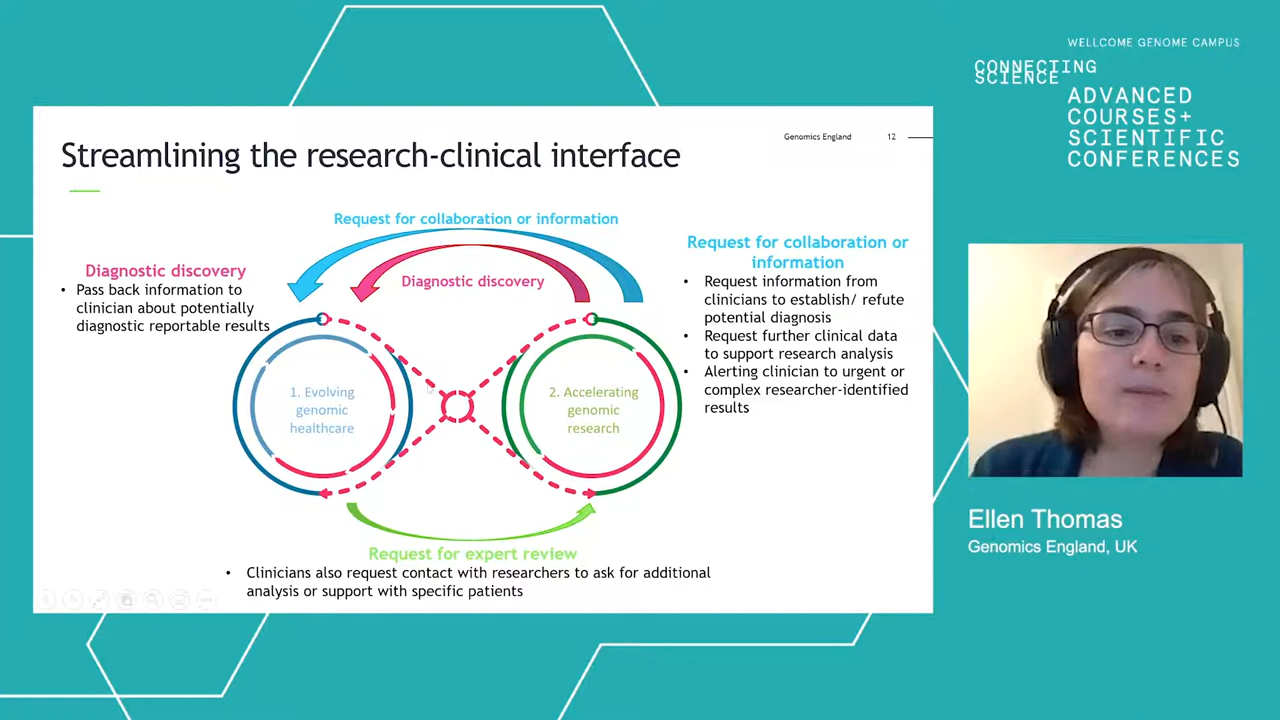 WELLCOME GENOME CAMPUS
CONNECTING
SCIENCE
ADVANCED
COURSES+
SCIENTIFIC
CONFERENCES
Genomics England
12
Streamlining the research-clinical interface
Request for collaboration or information
Diagnostic discovery
Diagnostic discovery
• Pass back information to
clinician about potentially
diagnostic reportable results
1. Evolving
genomic
healthcare
2. Accelerating
genomic
research
Request for collaboration or
information
• Request information from
clinicians to establish/ refute
potential diagnosis
• Request further clinical data
to support research analysis
• Alerting clinician to urgent or
complex researcher-identified
results
Request for expert review
• Clinicians also request contact with researchers to ask for additional
analysis or support with specific patients
Ellen Thomas
Genomics England, UK